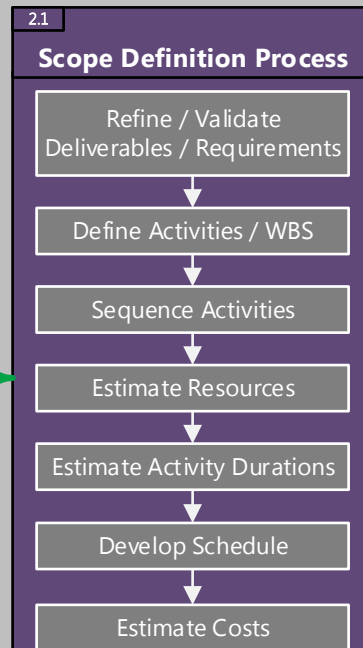 2.1
Scope Definition Process
Refine / Validate
Deliverables / Requirements
Define Activities / WBS
Sequence Activities
Estimate Resources
Estimate Activity Durations
Develop Schedule
Estimate Costs